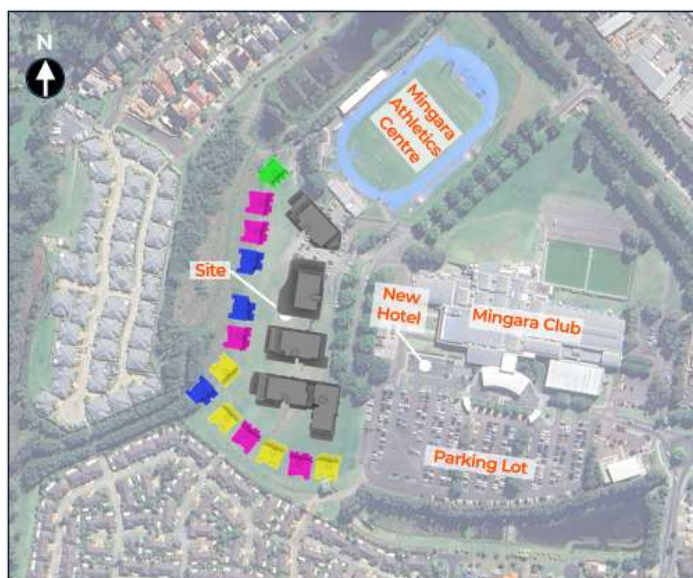 N
Mingara
Athletics
Centre
Site
New
Hotel
Mingara Club
Parking Lot